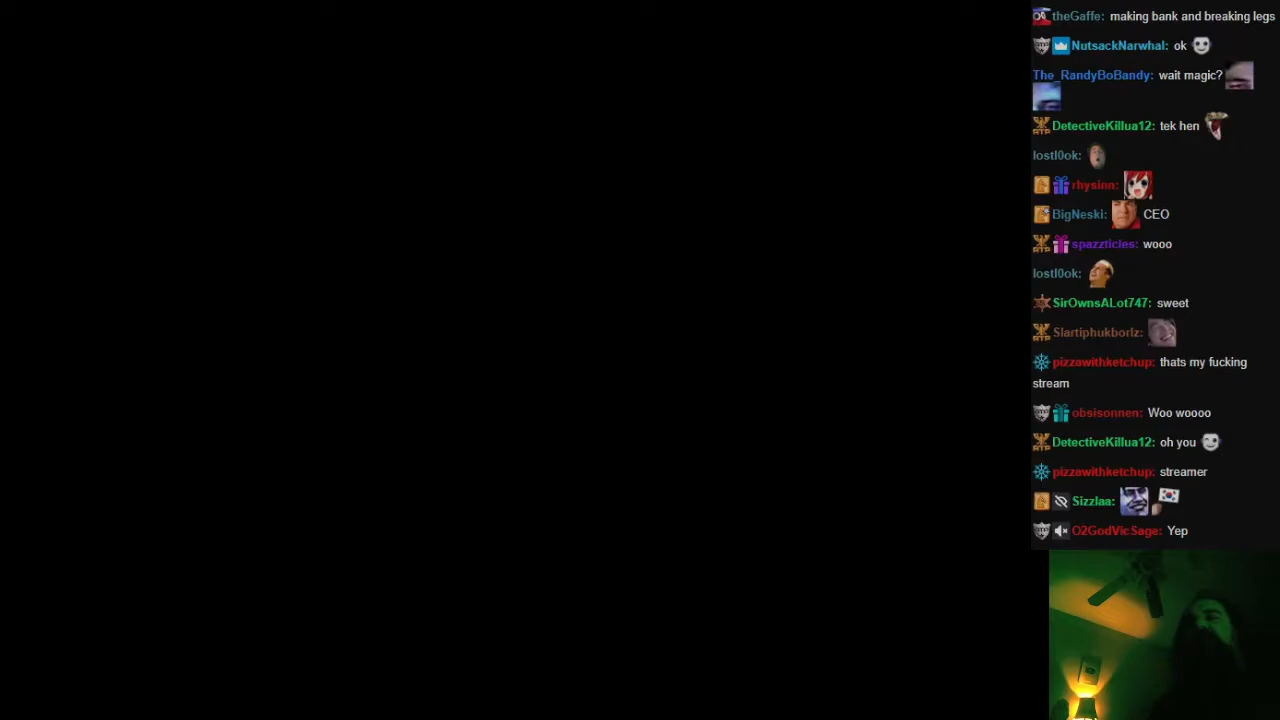 theGaffe: making bank and breaking legs
NutsackNarwhal: ok
The_RandyBoBandy: wait magic?
DetectiveKillua12: tek hen
lostl0ok:
rhysinn:
BigNeski: CEO
spazzticles: wooo
lostl0ok:
SirOwnsALot747: sweet
Slartiphukborlz:
pizzawithketchup: thats my fucking
stream
obsisonnen: Woo woooo
DetectiveKillua12: oh you
pizzawithketchup: streamer
Sizzlaa:
O2GodVicSage: Yep